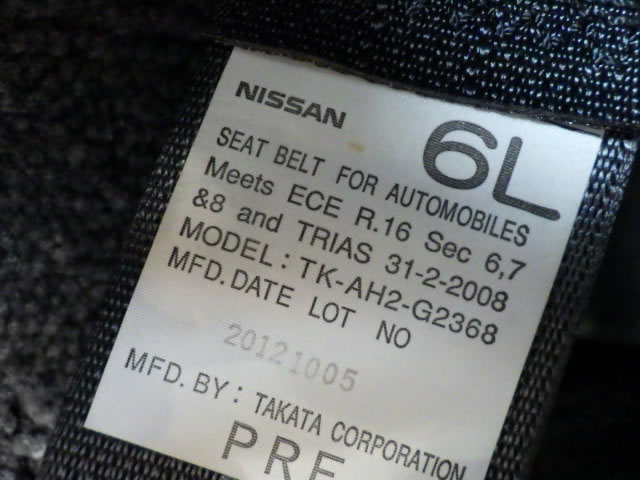 NISSAN 6L
SEAT BELT FOR AUTOMOBILES
Meets ECE R.16 Sec 6,7
&8 and TRIAS 31-2-2008
MODEL: TK-AH2-G2368
MFD. DATE LOT NO
20121005
MFD. BY: TAKATA CORPORATION
PRE